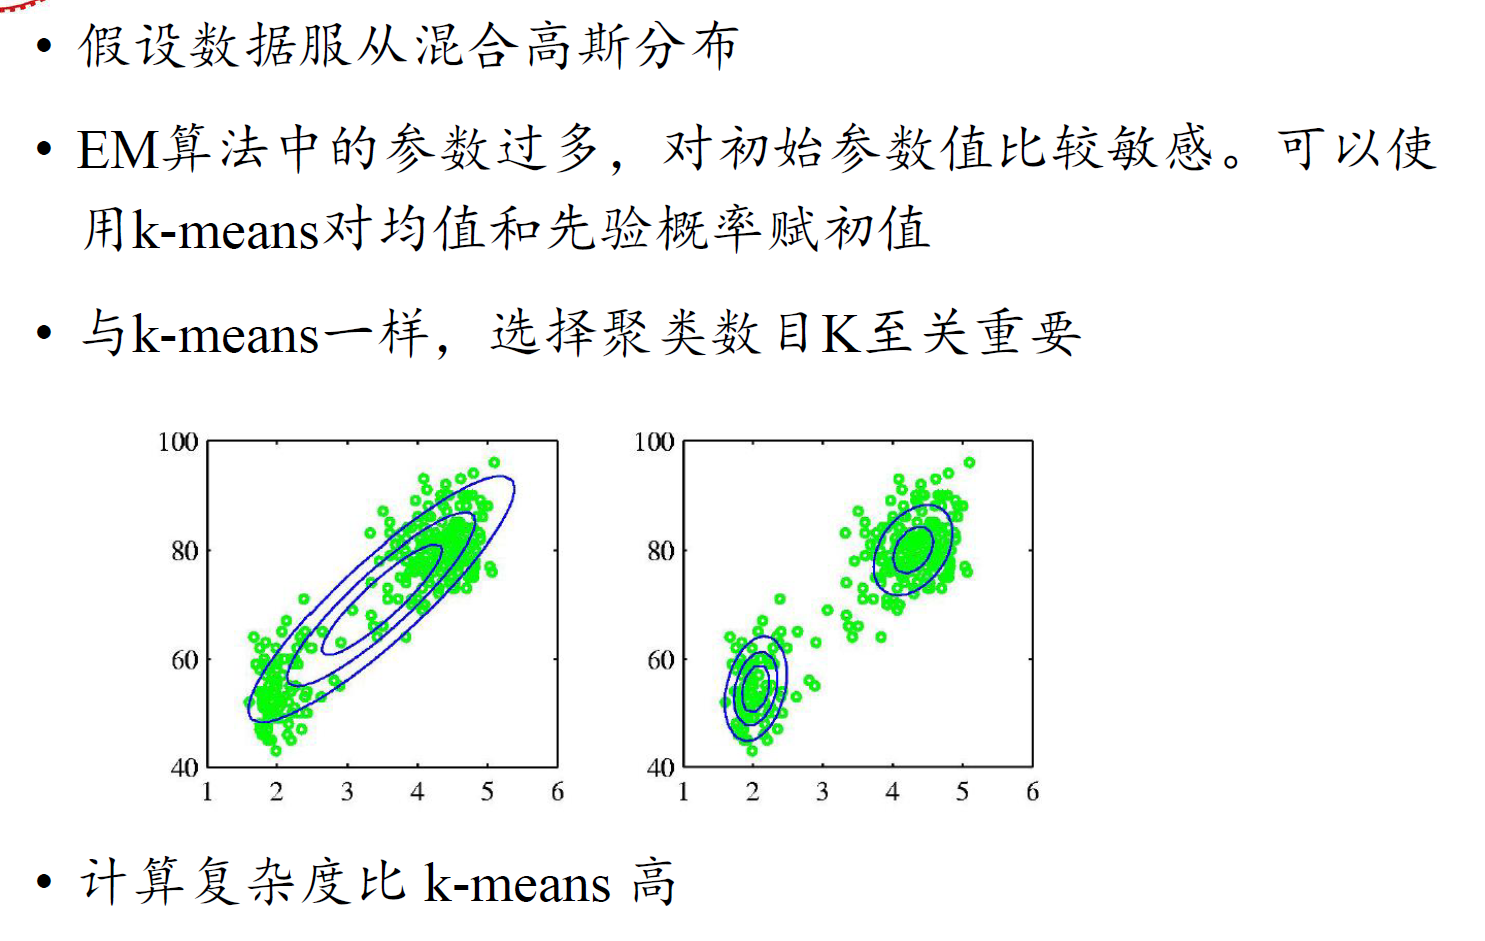 • 假设数据服从混合高斯分布
• EM算法中的参数过多，对初始参数值比较敏感。可以使
用k-means对均值和先验概率赋初值
• 与k-means一样，选择聚类数目K至关重要
100 100
80 80
60 60
40 40
1 2 3 4 5 6 1 2 3 4 5 6
• 计算复杂度比 k-means 高